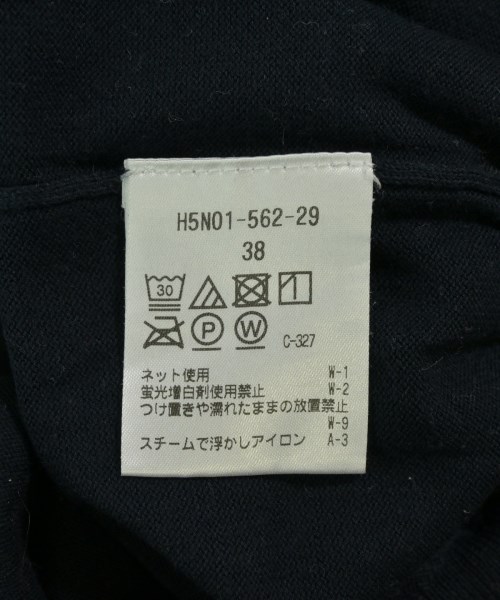 H5N01-562-29
38
30
P W C-327
ネット使用 W-1
蛍光増白剤使用禁止 W-2
つけ置きや濡れたままの放置禁止
W-9
スチームで浮かしアイロン A-3